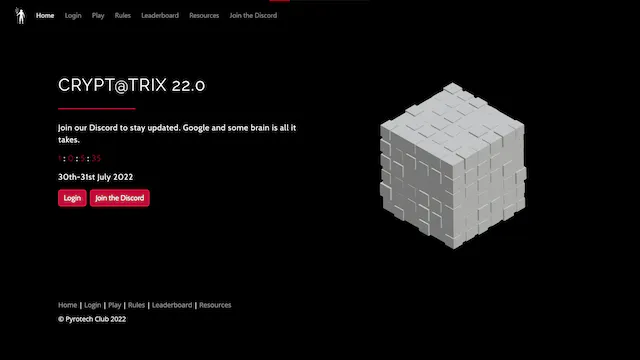 Home Login Play Rules Leaderboard Resources Join the Discord
CRYPT@TRIX 22.0
Join our Discord to stay updated. Google and some brain is all it
takes.
1 : 0 : 5 : 35
30th-31st July 2022
Login Join the Discord
Home | Login | Play | Rules | Leaderboard | Resources
© Pyrotech Club 2022